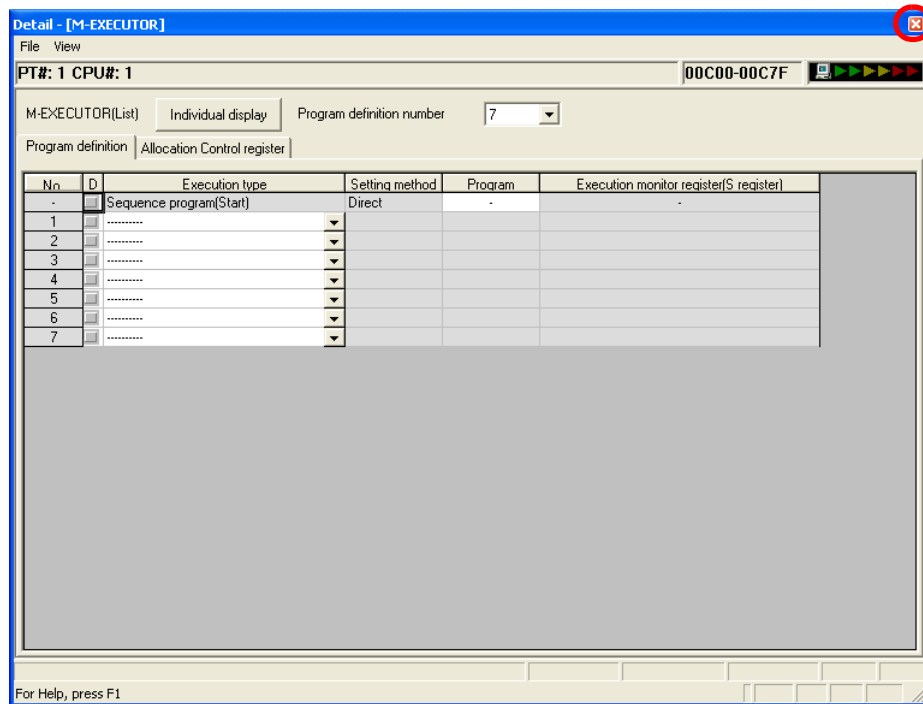 Detail - [M-EXECUTOR]
File View
PT#: 1 CPU#: 1 00C00-00C7F
M-EXECUTOR(List) Individual display Program definition number 7
Program definition Allocation Control register
No D Execution type Setting method Program Execution monitor register(S register)
- Sequence program(Start) Direct - -
1 ----------
2 ----------
3 ----------
4 ----------
5 ----------
6 ----------
7 ----------
For Help, press F1